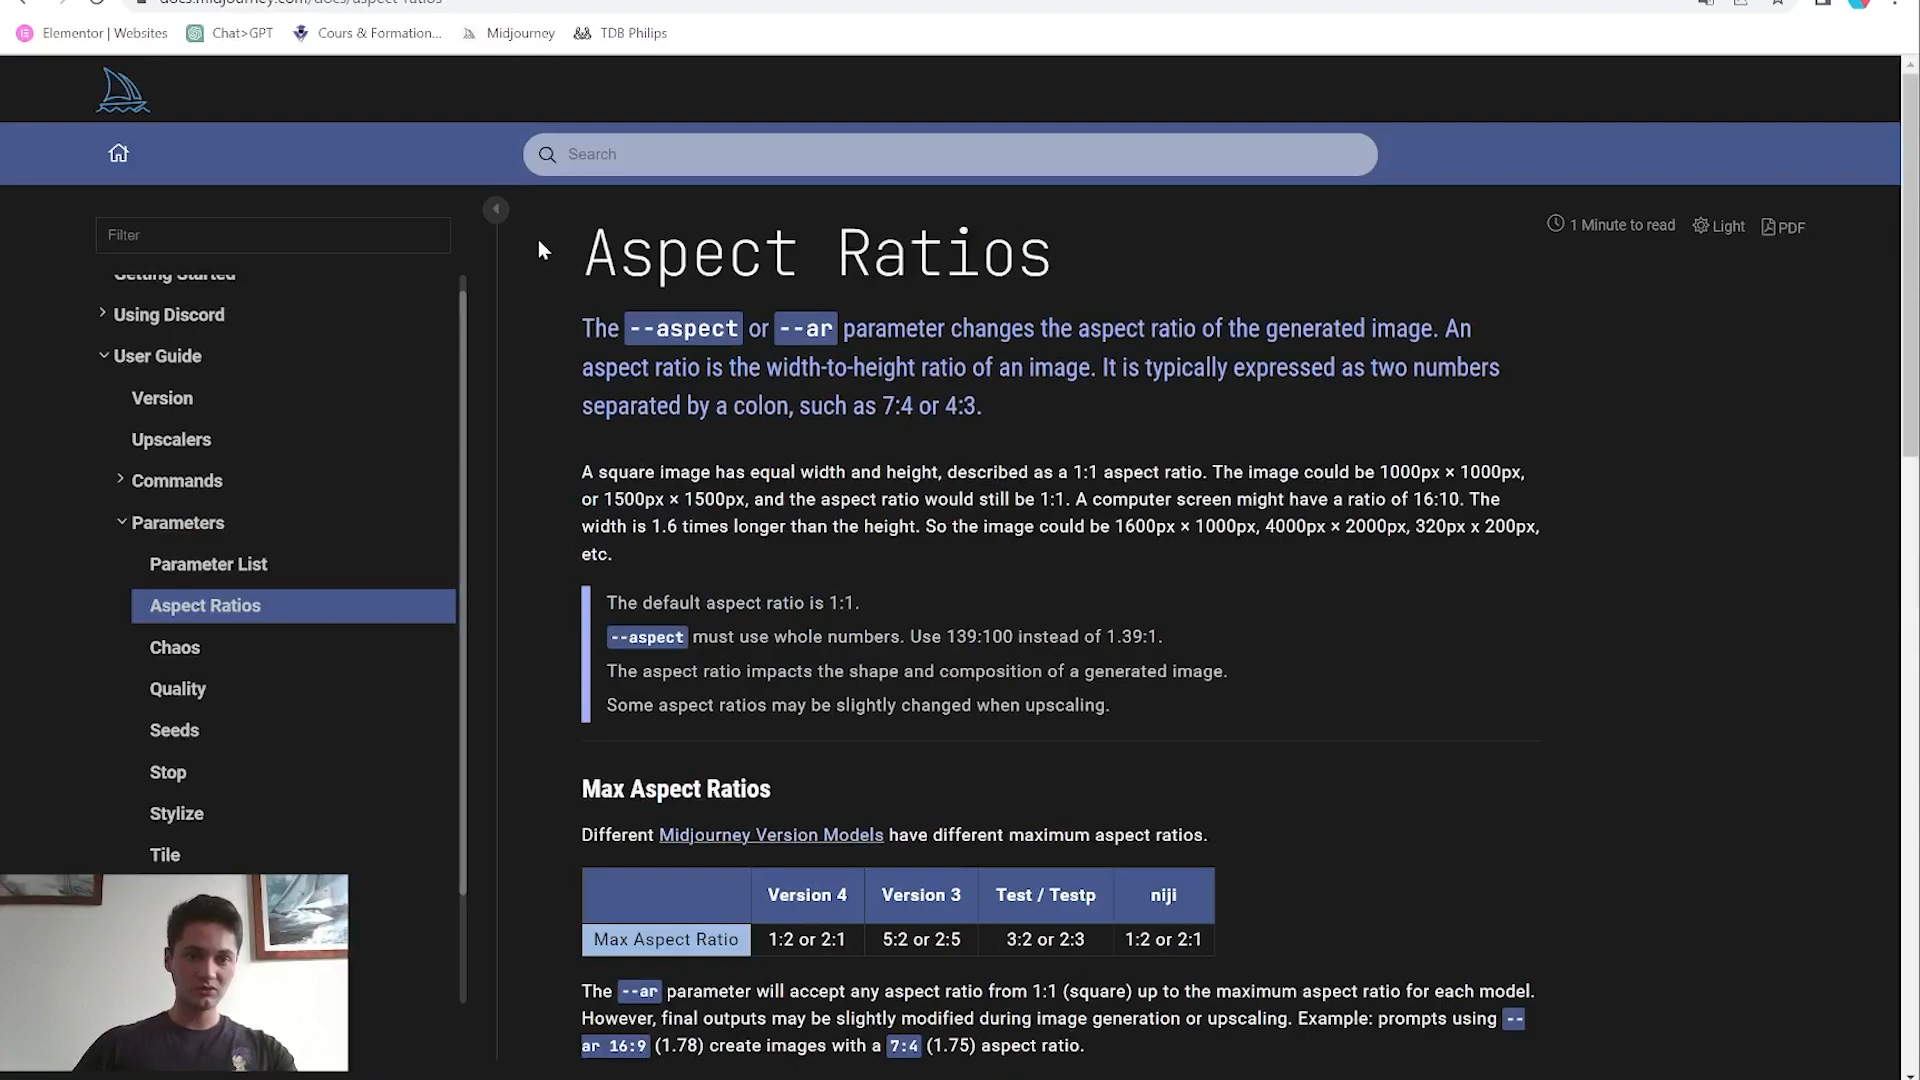 docs.midjourney.com/docs/aspect-ratios
Elementor | Websites
Chat>GPT
Cours & Formation...
Midjourney
TDB Philips
Search
Filter
Getting Started
Using Discord
User Guide
Version
Upscalers
Commands
Parameters
Parameter List
Aspect Ratios
Chaos
Quality
Seeds
Stop
Stylize
Tile
1 Minute to read
Light
PDF
Aspect Ratios
The --aspect or --ar parameter changes the aspect ratio of the generated image. An
aspect ratio is the width-to-height ratio of an image. It is typically expressed as two numbers
separated by a colon, such as 7:4 or 4:3.
A square image has equal width and height, described as a 1:1 aspect ratio. The image could be 1000px × 1000px,
or 1500px × 1500px, and the aspect ratio would still be 1:1. A computer screen might have a ratio of 16:10. The
width is 1.6 times longer than the height. So the image could be 1600px × 1000px, 4000px × 2000px, 320px x 200px,
etc.
The default aspect ratio is 1:1.
--aspect must use whole numbers. Use 139:100 instead of 1.39:1.
The aspect ratio impacts the shape and composition of a generated image.
Some aspect ratios may be slightly changed when upscaling.
Max Aspect Ratios
Different Midjourney Version Models have different maximum aspect ratios.
Version 4 Version 3 Test / Testp niji
Max Aspect Ratio 1:2 or 2:1 5:2 or 2:5 3:2 or 2:3 1:2 or 2:1
The --ar parameter will accept any aspect ratio from 1:1 (square) up to the maximum aspect ratio for each model.
However, final outputs may be slightly modified during image generation or upscaling. Example: prompts using --
ar 16:9 (1.78) create images with a 7:4 (1.75) aspect ratio.